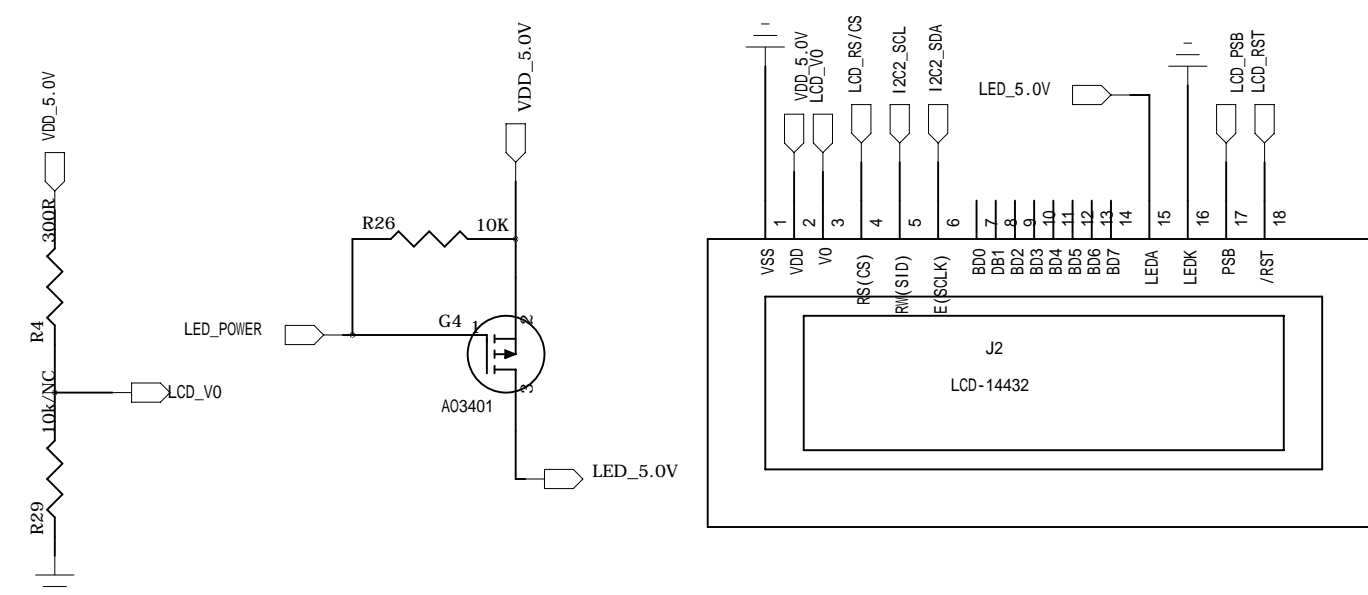 VDD_5.0V
300R
R4
10k/NC
LCD_V0
R29
VDD_5.0V
R26
10K
LED_POWER
G4
1
2
3
AO3401
LED_5.0V
VDD_5.0V
LCD_V0
LCD_RS/CS
I2C2_SCL
I2C2_SDA
LED_5.0V
LCD_PSB
LCD_RST
1
2
3
4
5
6
7
8
9
10
11
12
13
14
15
16
17
18
VSS
VDD
V0
RS(CS)
RW(SID)
E(SCLK)
BD0
DB1
BD2
BD3
BD4
BD5
BD6
BD7
LEDA
LEDK
PSB
/RST
J2
LCD-14432